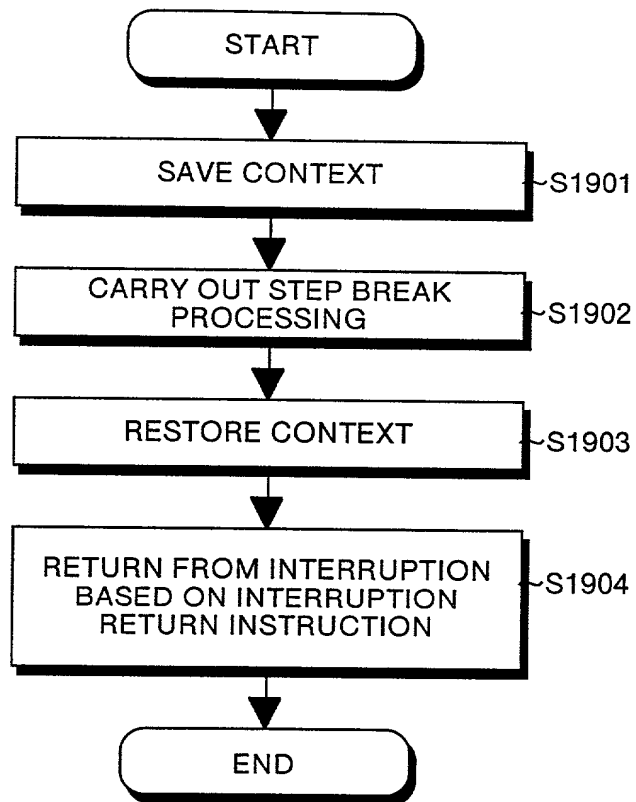 START
SAVE CONTEXT
S1901
CARRY OUT STEP BREAK
PROCESSING
S1902
RESTORE CONTEXT
S1903
RETURN FROM INTERRUPTION
BASED ON INTERRUPTION
RETURN INSTRUCTION
S1904
END